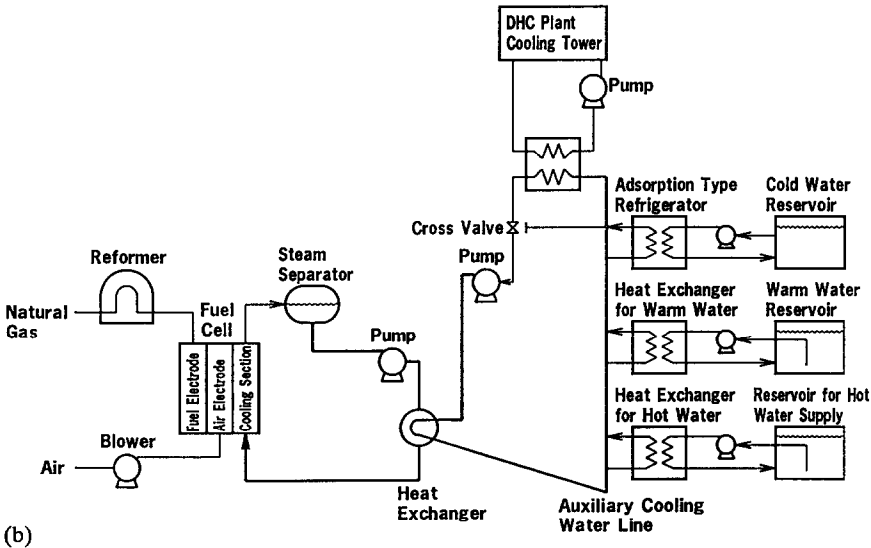 DHC Plant
Cooling Tower
Pump
Adsorption Type
Refrigerator
Cold Water
Reservoir
Cross Valve
Steam
Separator
Pump
Reformer
Natural
Gas
Fuel
Cell
Heat Exchanger
for Warm Water
Warm Water
Reservoir
Pump
Fuel Electrode
Air Electrode
Cooling Section
Heat Exchanger
for Hot Water
Reservoir for Hot
Water Supply
Blower
Air
Heat
Exchanger
Auxiliary Cooling
Water Line
(b)